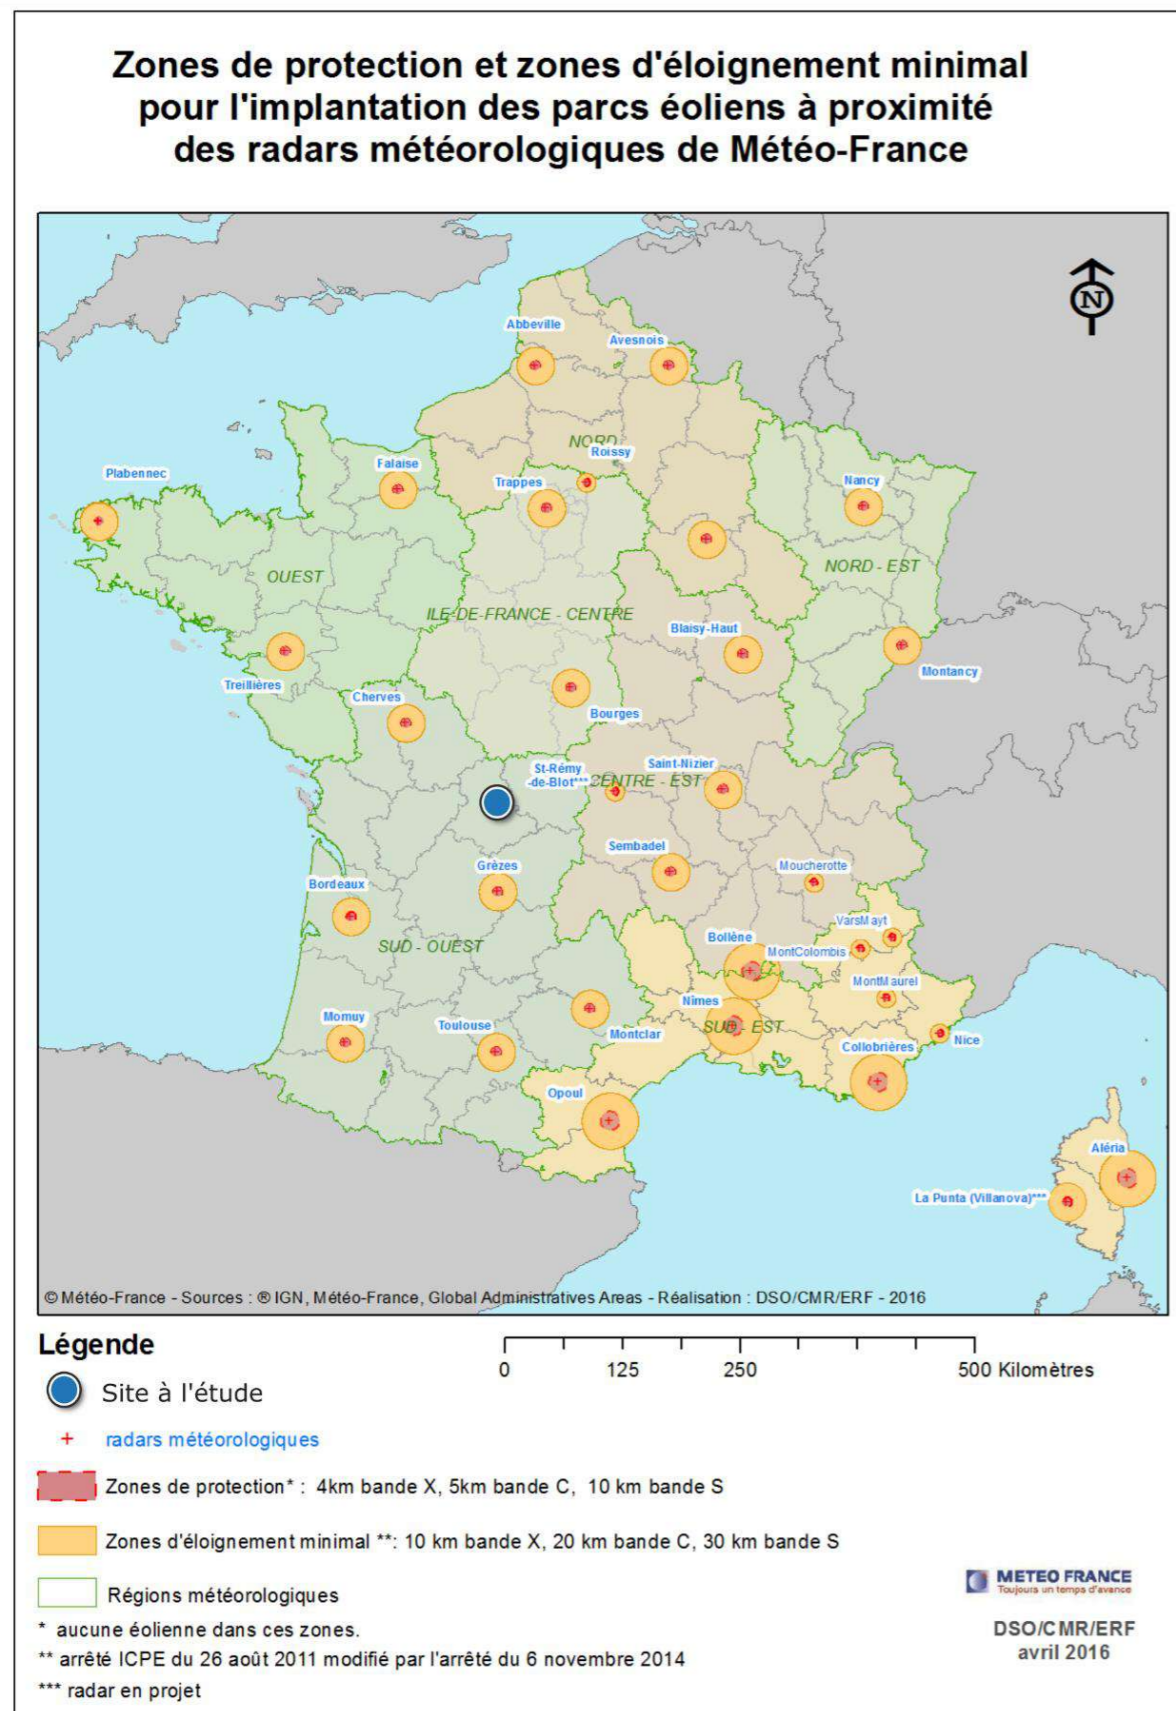 Zones de protection et zones d'éloignement minimal
pour l'implantation des parcs éoliens à proximité
des radars météorologiques de Météo-France
N
Abbeville
Avesnois
NORD
Roissy
Plabennec
Falaise
Trappes
Nancy
OUEST
NORD - EST
ILE-DE-FRANCE - CENTRE
Blaisy-Haut
Montancy
Treillières
Cherves
Bourges
St-Rémy
-de-Blot***
CENTRE - EST
Saint-Nizier
Sembadel
Moucherotte
Grèzes
Bordeaux
VarsMayt
SUD - OUEST
Bollène
MontColombis
MontMaurel
Nîmes
SUD - EST
Momuy
Toulouse
Montclar
Nice
Collobrières
Opoul
Aléria
La Punta (Villanova)***
© Météo-France - Sources : ® IGN, Météo-France, Global Administratives Areas - Réalisation : DSO/CMR/ERF - 2016
Légende
0 125 250 500 Kilomètres
Site à l'étude
radars météorologiques
Zones de protection* : 4km bande X, 5km bande C, 10 km bande S
Zones d'éloignement minimal **: 10 km bande X, 20 km bande C, 30 km bande S
Régions météorologiques
METEO FRANCE
Toujours un temps d'avance
* aucune éolienne dans ces zones.
** arrêté ICPE du 26 août 2011 modifié par l'arrêté du 6 novembre 2014
*** radar en projet
DSO/CMR/ERF
avril 2016